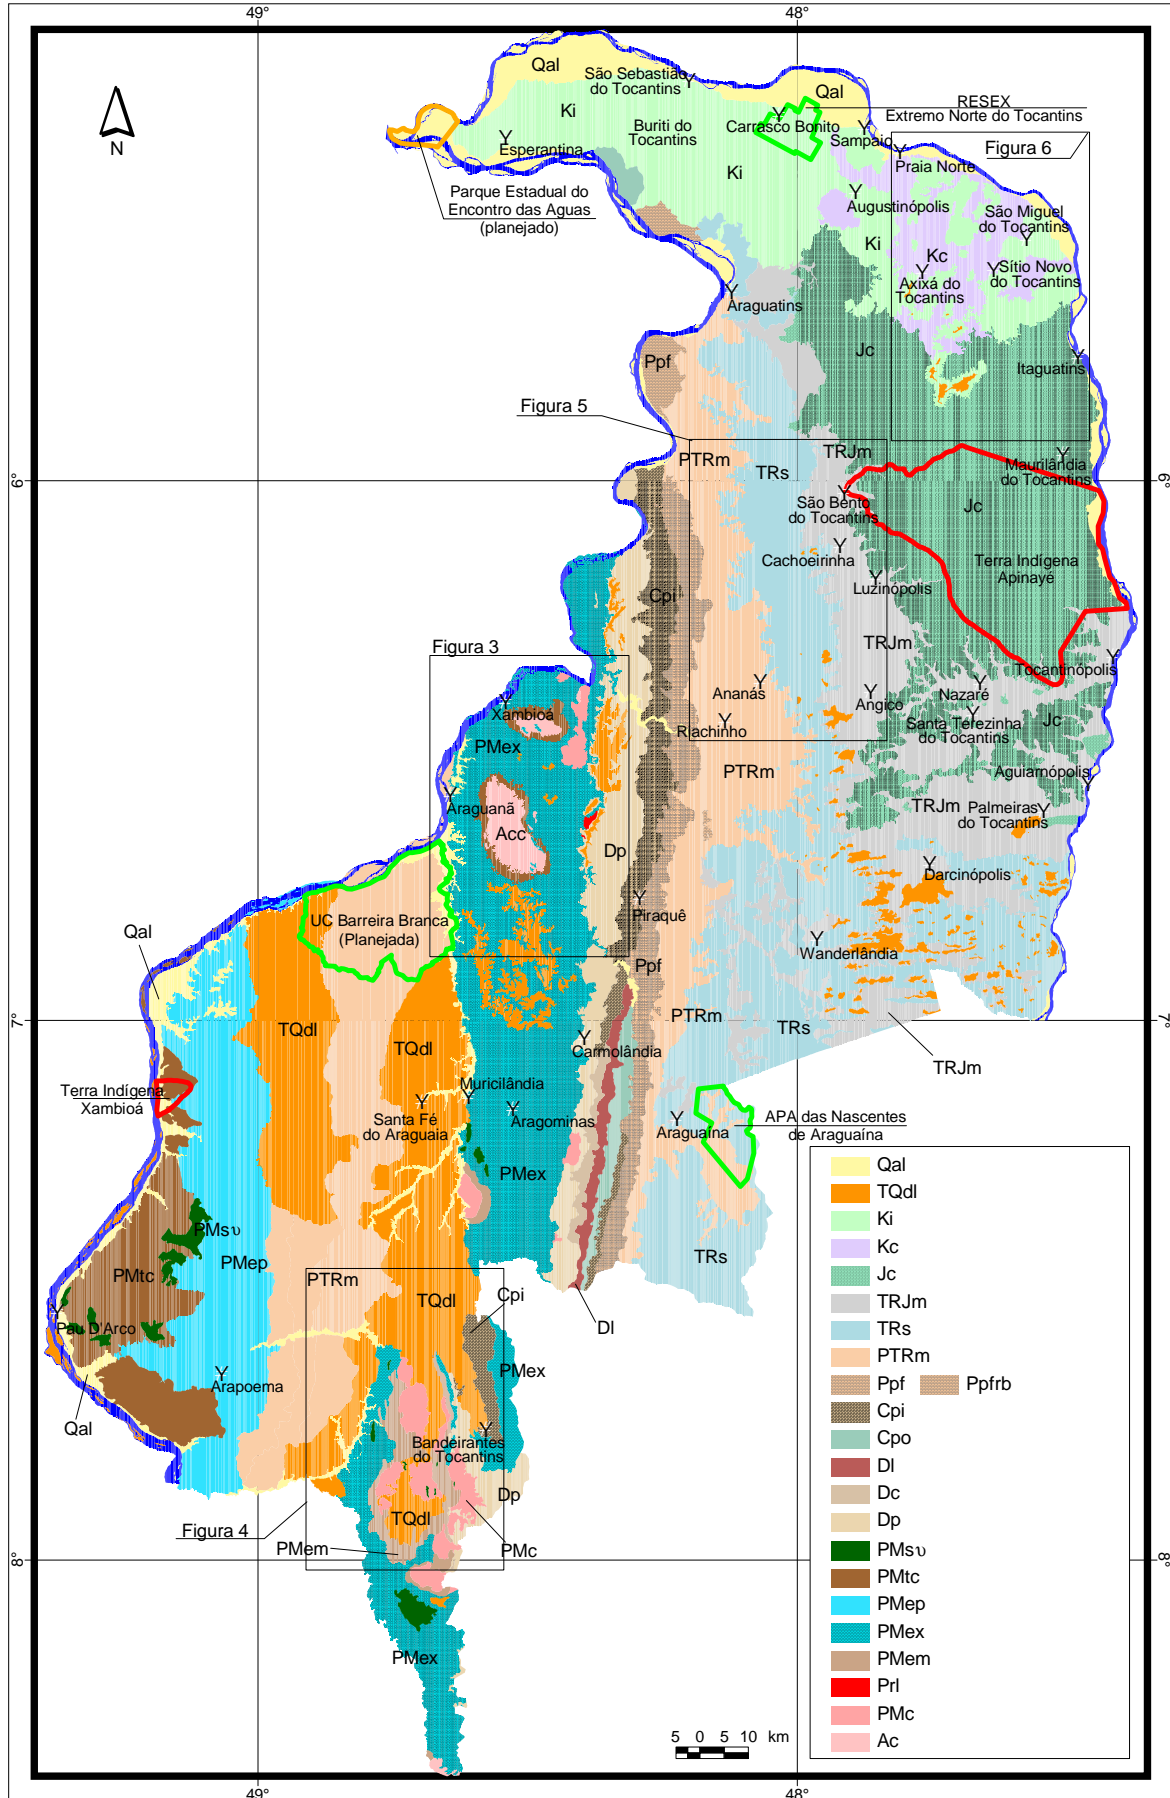 49°
48°
N
Qal
São Sebastião
do Tocantins
Qal
RESEX
Extremo Norte do Tocantins
Ki
Buriti do
Tocantins
Carrasco Bonito
Sampaio
Esperantina
Figura 6
Praia Norte
Ki
Parque Estadual do
Encontro das Aguas
(planejado)
Augustinópolis
São Miguel
do Tocantins
Ki
Kc
Sítio Novo
do Tocantins
Axixá do
Tocantins
Araguatins
Jc
Itaguatins
Ppf
Figura 5
PTRm
TRs
TRJm
Maurilândia
do Tocantins
6°
6°
São Bento
do Tocantins
Jc
Cachoeirinha
Terra Indígena
Apinayé
Luzinópolis
Cpi
TRJm
Figura 3
Tocantinópolis
Ananás
Angico
Nazaré
Xambioá
Riachinho
Santa Terezinha
do Tocantins
Jc
PMex
PTRm
Aguiarnópolis
Araguanã
TRJm
Palmeiras
do Tocantins
Acc
Dp
Darcinópolis
Piraquê
UC Barreira Branca
(Planejada)
Qal
Wanderlândia
Ppf
PTRm
TRs
7°
7°
TQdl
TQdl
Carmolândia
TRJm
Terra Indígena
Xambioá
Muricilândia
Santa Fé
do Araguaia
Aragominas
Araguaína
APA das Nascentes
de Araguaína
PMex
PMsυ
PMep
PMtc
PTRm
TRs
TQdl
Cpi
Pau D'Arco
Dl
PMex
Arapoema
Qal
Bandeirantes
do Tocantins
Dp
TQdl
Figura 4
PMem
PMc
8°
8°
PMex
Qal
TQdl
Ki
Kc
Jc
TRJm
TRs
PTRm
Ppf
Ppfrb
Cpi
Cpo
Dl
Dc
Dp
PMsυ
PMtc
PMep
PMex
PMem
Prl
PMc
Ac
5 0 5 10 km
49°
48°